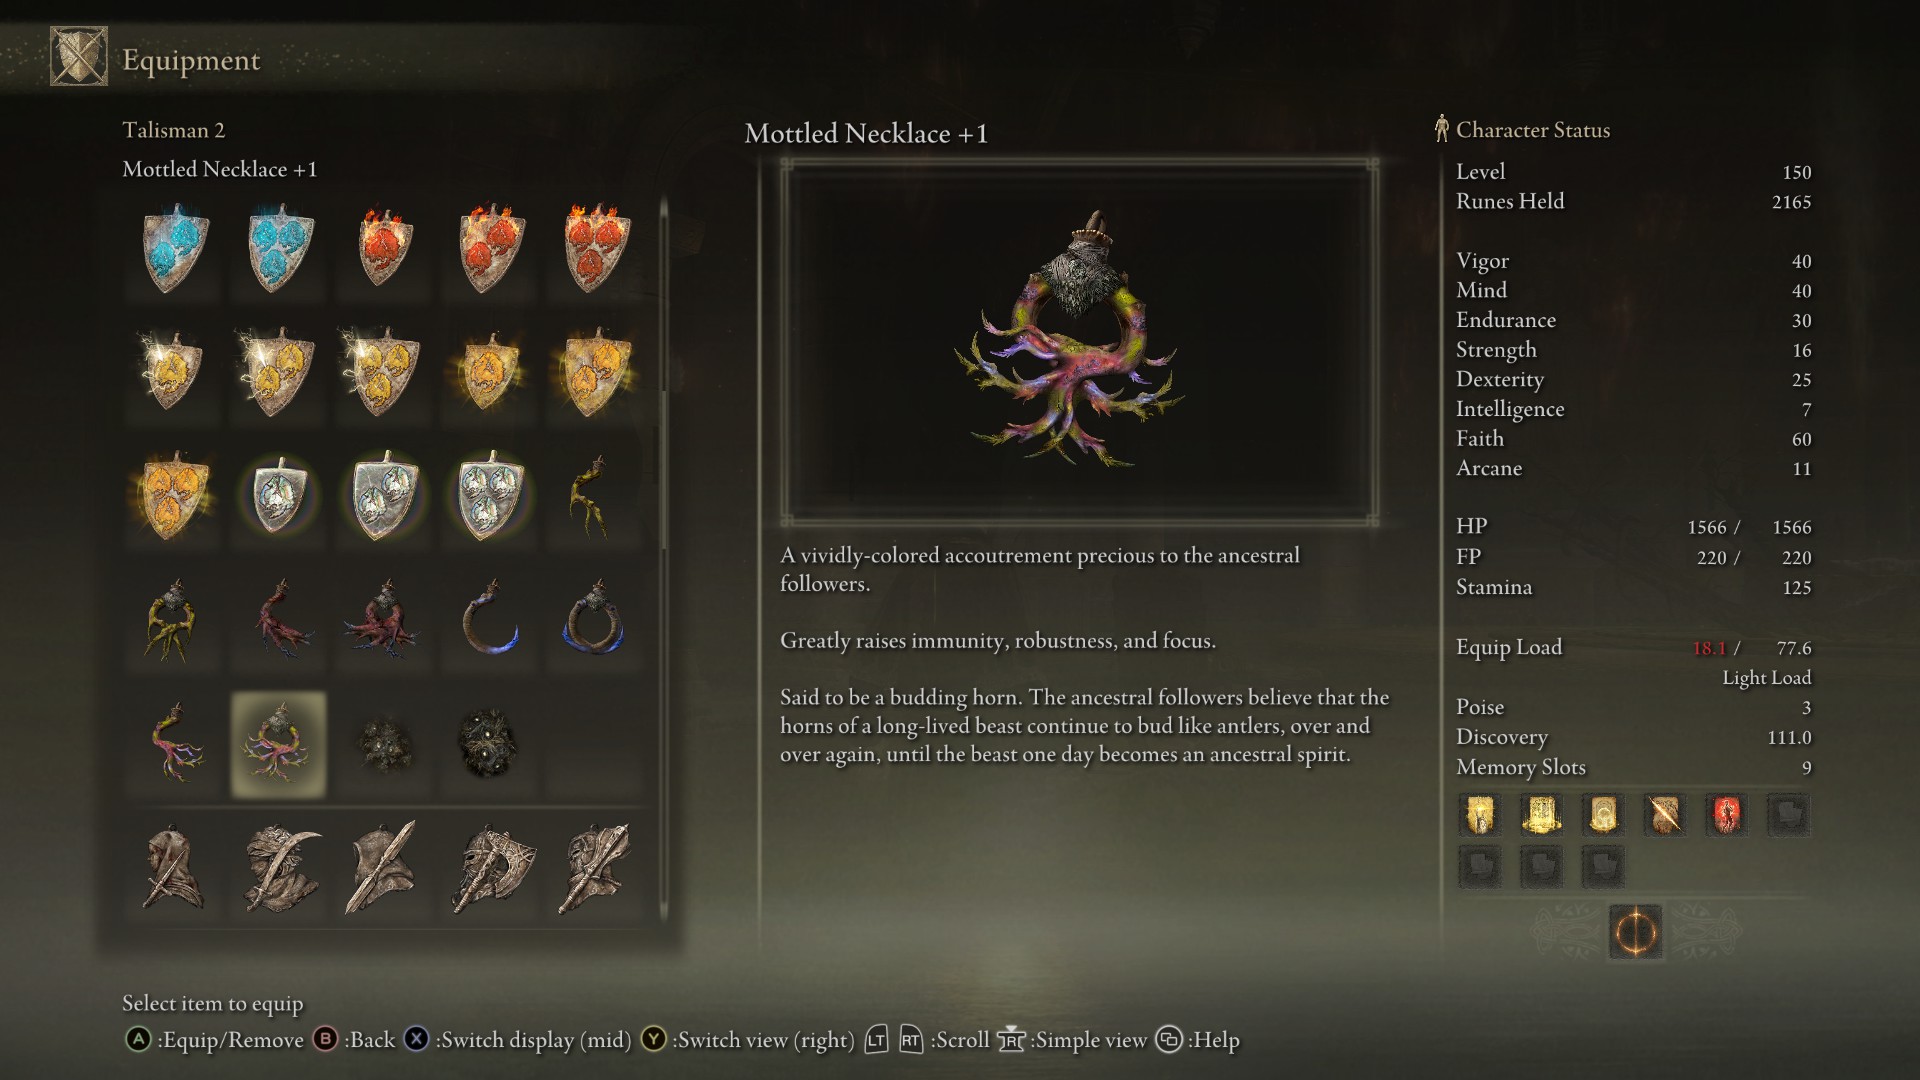 Equipment
Talisman 2
Mottled Necklace +1
Mottled Necklace +1
A vividly-colored accoutrement precious to the ancestral
followers.
Greatly raises immunity, robustness, and focus.
Said to be a budding horn. The ancestral followers believe that the
horns of a long-lived beast continue to bud like antlers, over and
over again, until the beast one day becomes an ancestral spirit.
Character Status
Level 150
Runes Held 2165
Vigor 40
Mind 40
Endurance 30
Strength 16
Dexterity 25
Intelligence 7
Faith 60
Arcane 11
HP 1566 / 1566
FP 220 / 220
Stamina 125
Equip Load 18.1 / 77.6
Light Load
Poise 3
Discovery 111.0
Memory Slots 9
Select item to equip
A :Equip/Remove B :Back X :Switch display (mid) Y :Switch view (right) LT RT :Scroll R :Simple view :Help